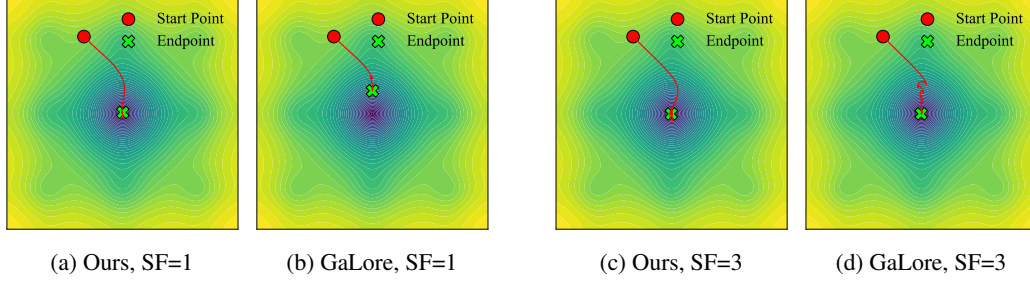 Start Point
Endpoint
Start Point
Endpoint
Start Point
Endpoint
Start Point
Endpoint
(a) Ours, SF=1
(b) GaLore, SF=1
(c) Ours, SF=3
(d) GaLore, SF=3